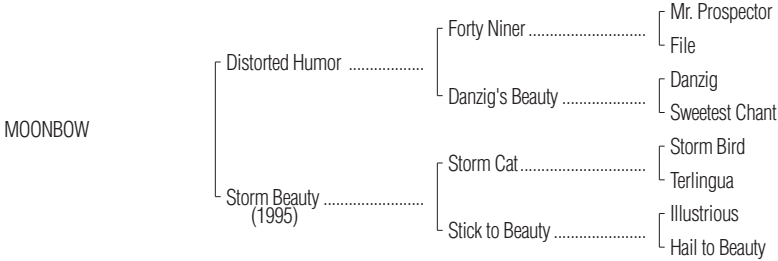 Mr. Prospector
Forty Niner ..........................
File
Distorted Humor .................
Danzig
Danzig's Beauty ...................
Sweetest Chant
MOONBOW
Storm Bird
Storm Cat............................
Terlingua
Storm Beauty ......................
(1995)
Illustrious
Stick to Beauty .....................
Hail to Beauty